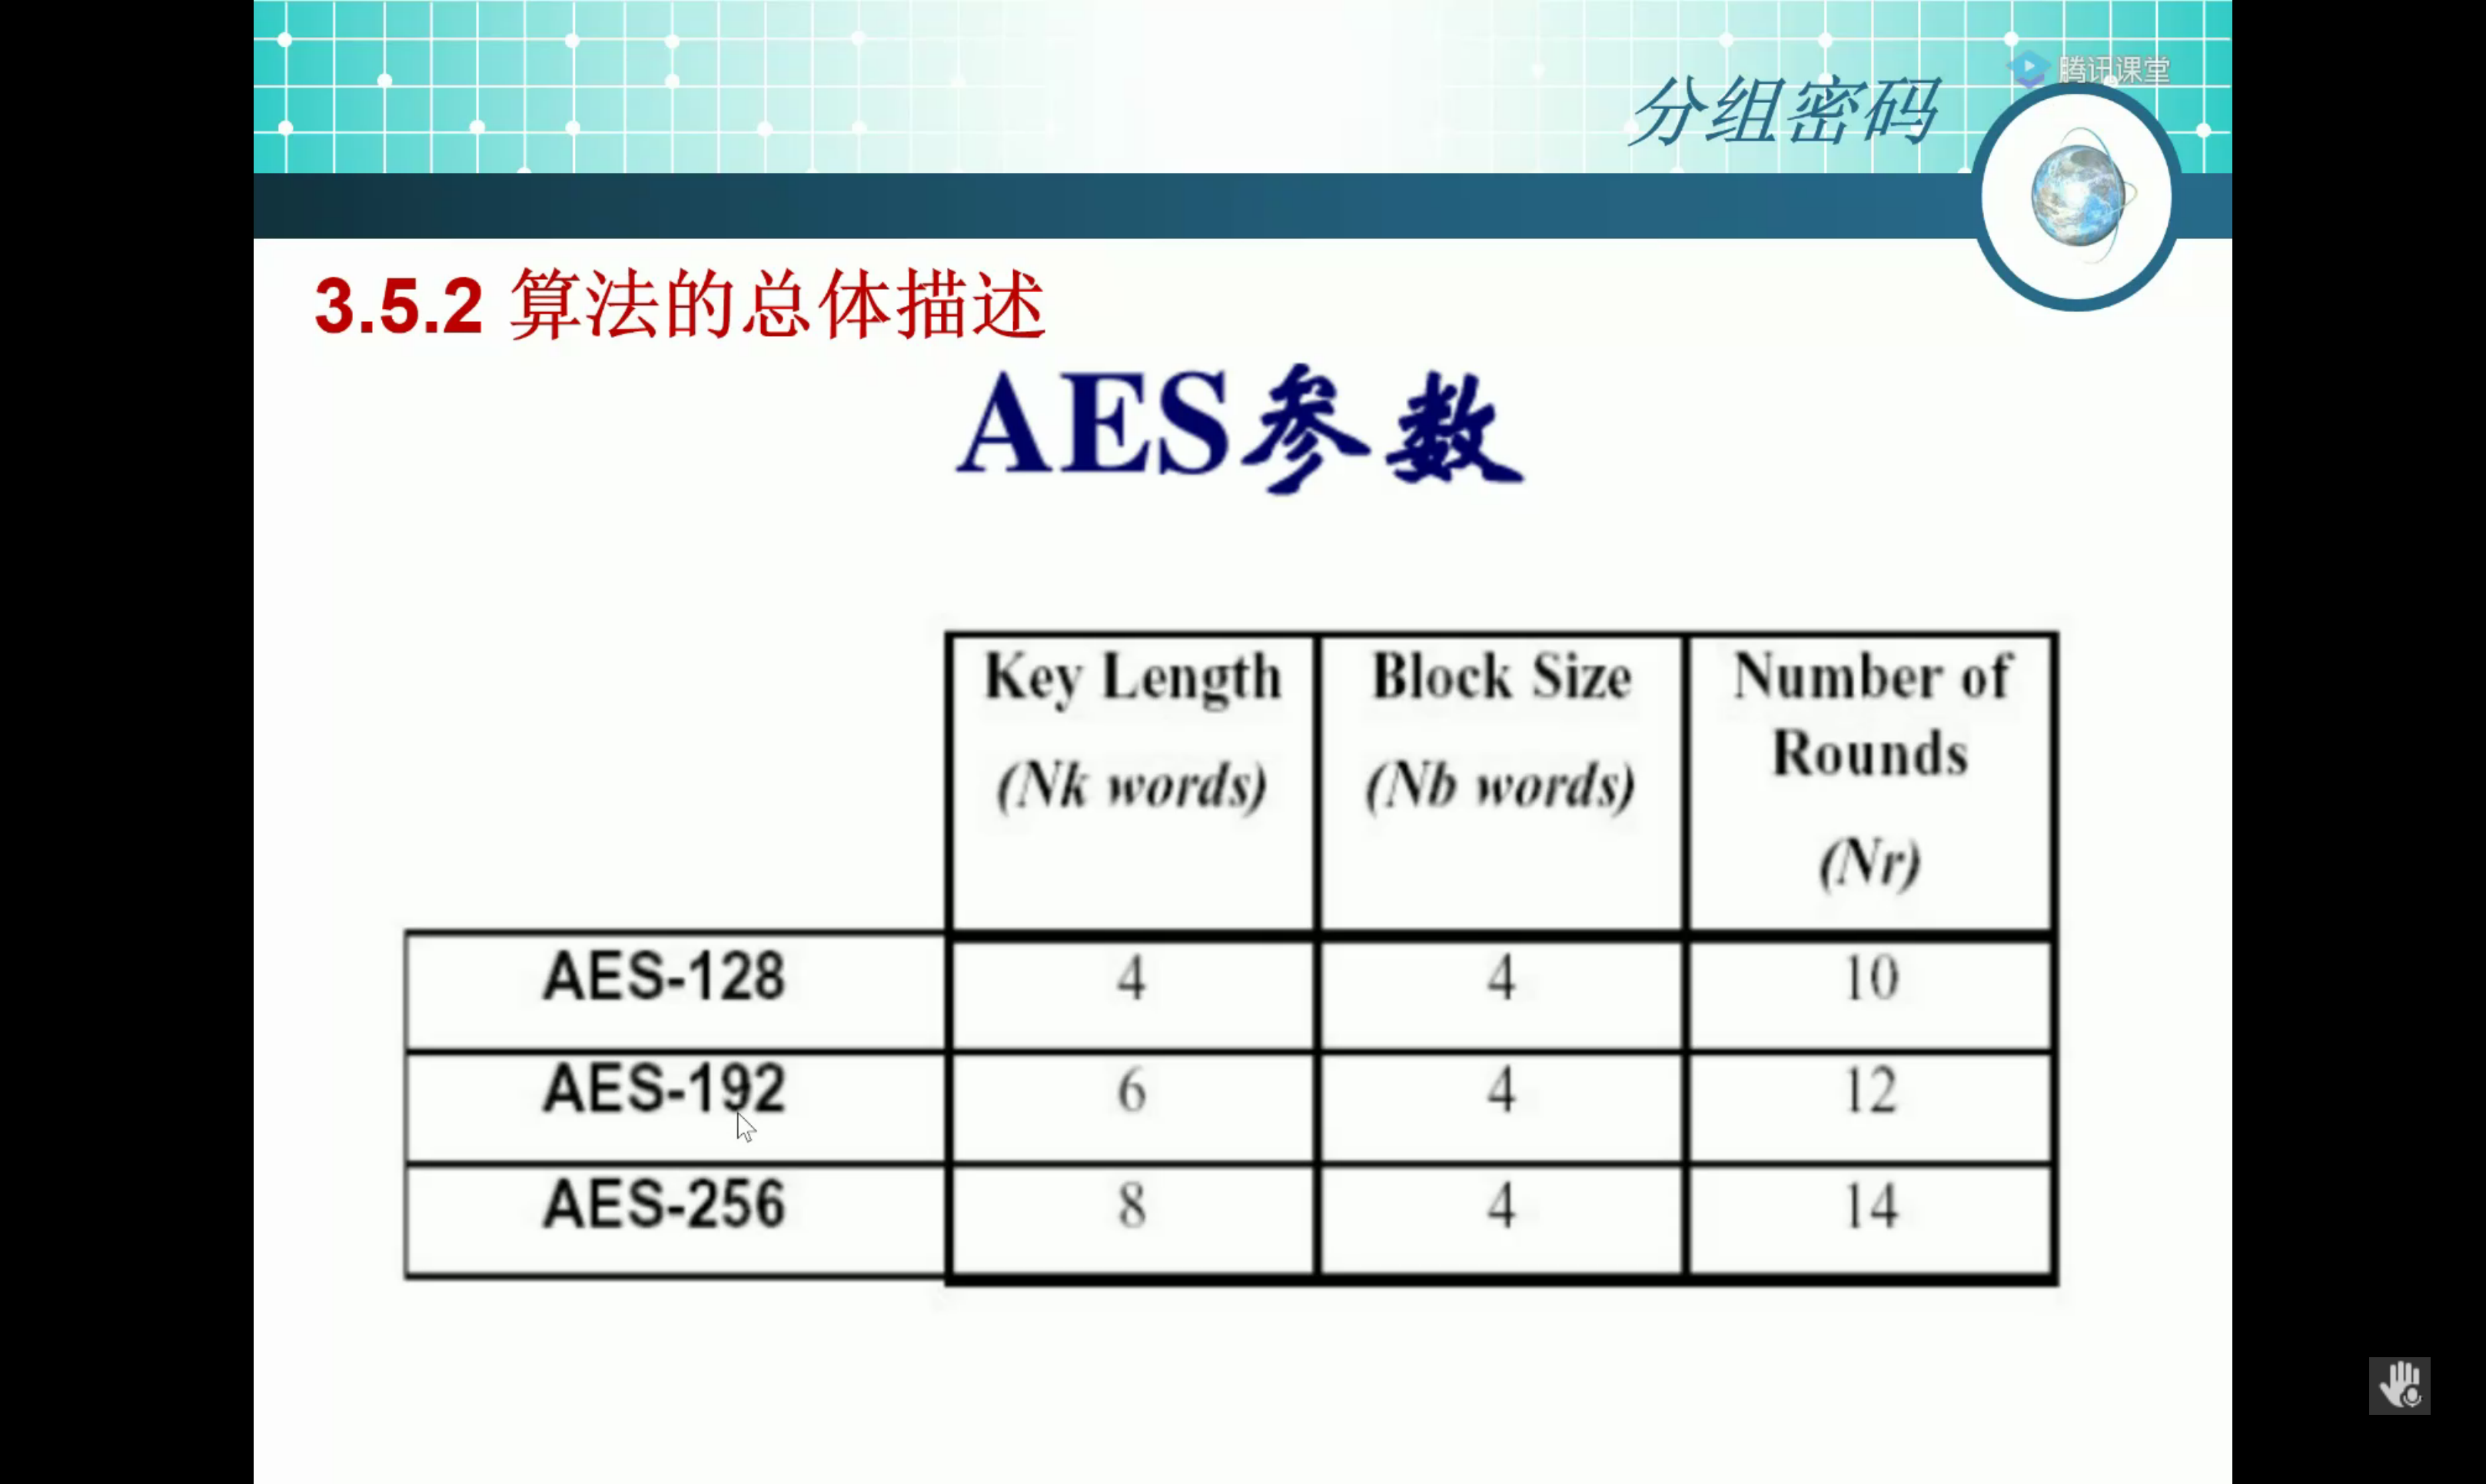 腾讯课堂
分组密码
3.5.2 算法的总体描述
AES参数
Key Length Block Size Number of
Rounds
(Nk words) (Nb words)
(Nr)
AES-128 4 4 10
AES-192 6 4 12
AES-256 8 4 14